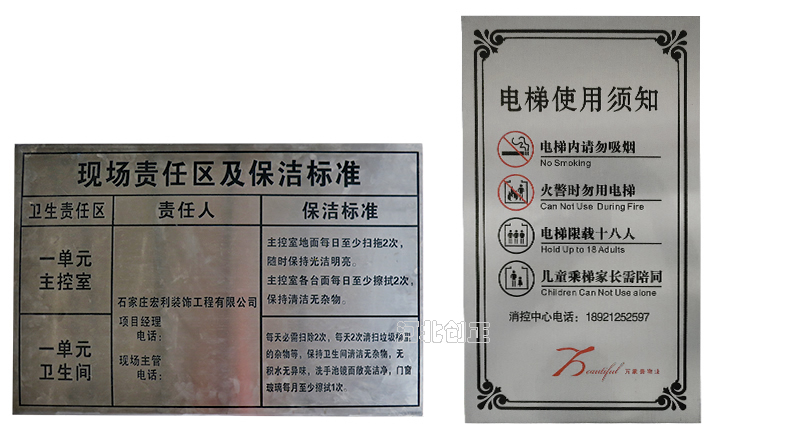 现场责任区及保洁标准
卫生责任区
责任人
保洁标准
一单元
主控室
石家庄宏利装饰工程有限公司
项目经理
电话：
现场主管
电话：
主控室地面每日至少扫拖2次，
随时保持光洁明亮。
主控室各台面每日至少擦拭2次，
保持清洁无杂物。
一单元
卫生间
每天必需扫除2次，每天2次清扫垃圾
的杂物等，保持卫生间清洁无杂物，无
积水无异味，洗手池镜面放亮洁净，门窗
玻璃每月至少擦拭1次。
河北创正
电梯使用须知
电梯内请勿吸烟
No Smoking
火警时勿用电梯
Can Not Use During Fire
电梯限载十八人
Hold Up to 18 Adults
儿童乘梯家长需陪同
Children Can Not Use alone
消控中心电话：18921252597
Beautiful